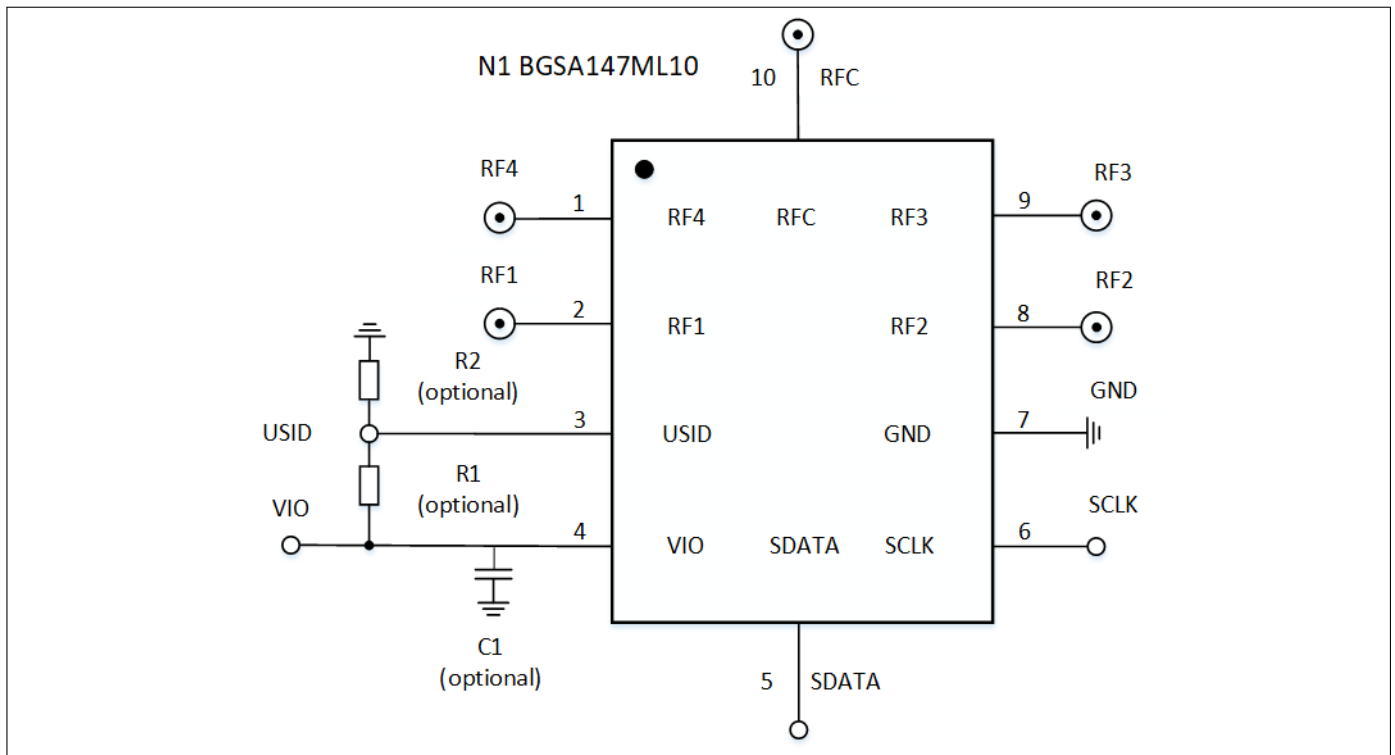 N1 BGSA147ML10
10 RFC
RF4
1
RF4 RFC RF3
9
RF3
RF1
2
RF1 RF2
8
RF2
R2
(optional)
USID
3
USID GND
7
GND
R1
(optional)
VIO
4
VIO SDATA SCLK
6
SCLK
C1
(optional)
5 SDATA